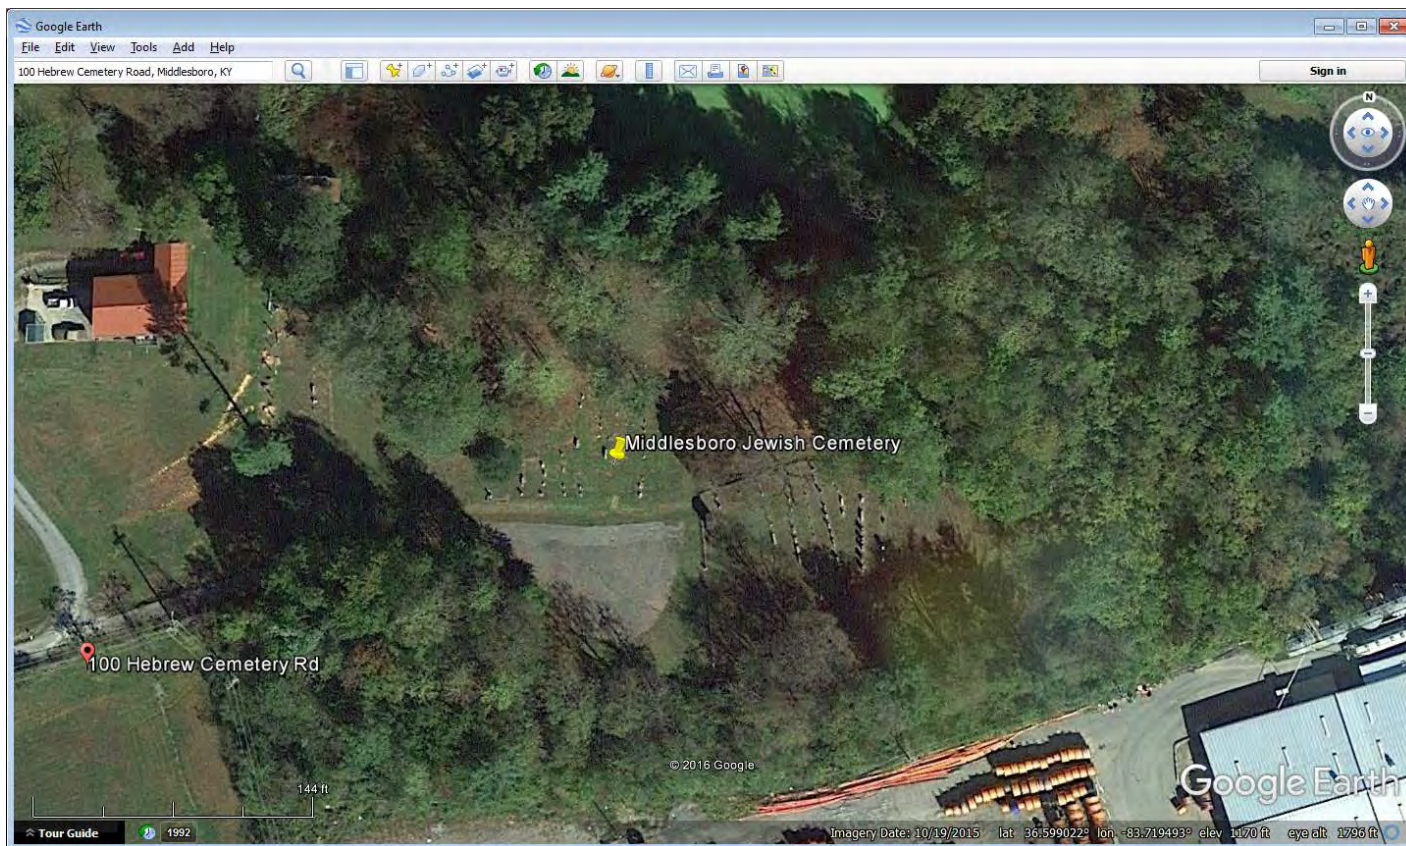 Google Earth
File Edit View Tools Add Help
100 Hebrew Cemetery Road, Middlesboro, KY
Sign in
N
Middlesboro Jewish Cemetery
100 Hebrew Cemetery Rd
© 2016 Google
Google Earth
144 ft
Tour Guide 1992
Imagery Date: 10/19/2015 lat 36.599022° lon -83.719493° elev 1170 ft eye alt 1796 ft